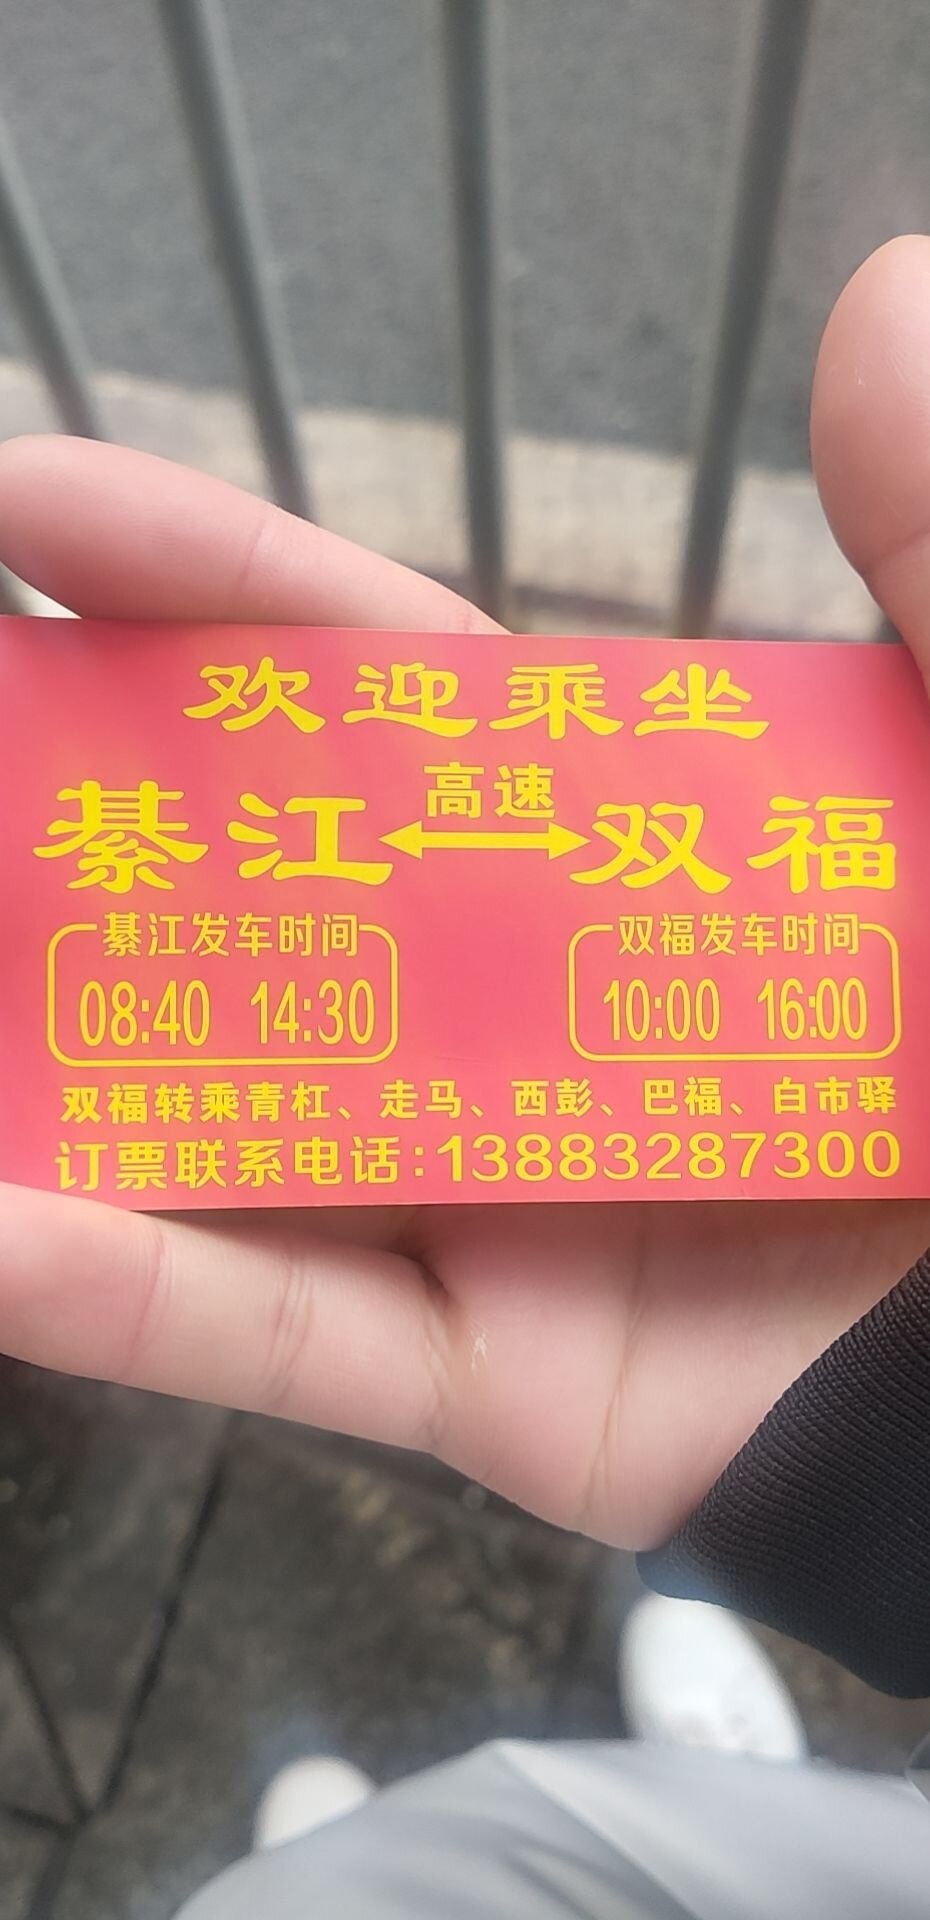 欢迎乘坐
綦江 高速 双福
綦江发车时间 双福发车时间
08:40 14:30 10:00 16:00
双福转乘青杠、走马、西彭、巴福、白市驿
订票联系电话:13883287300